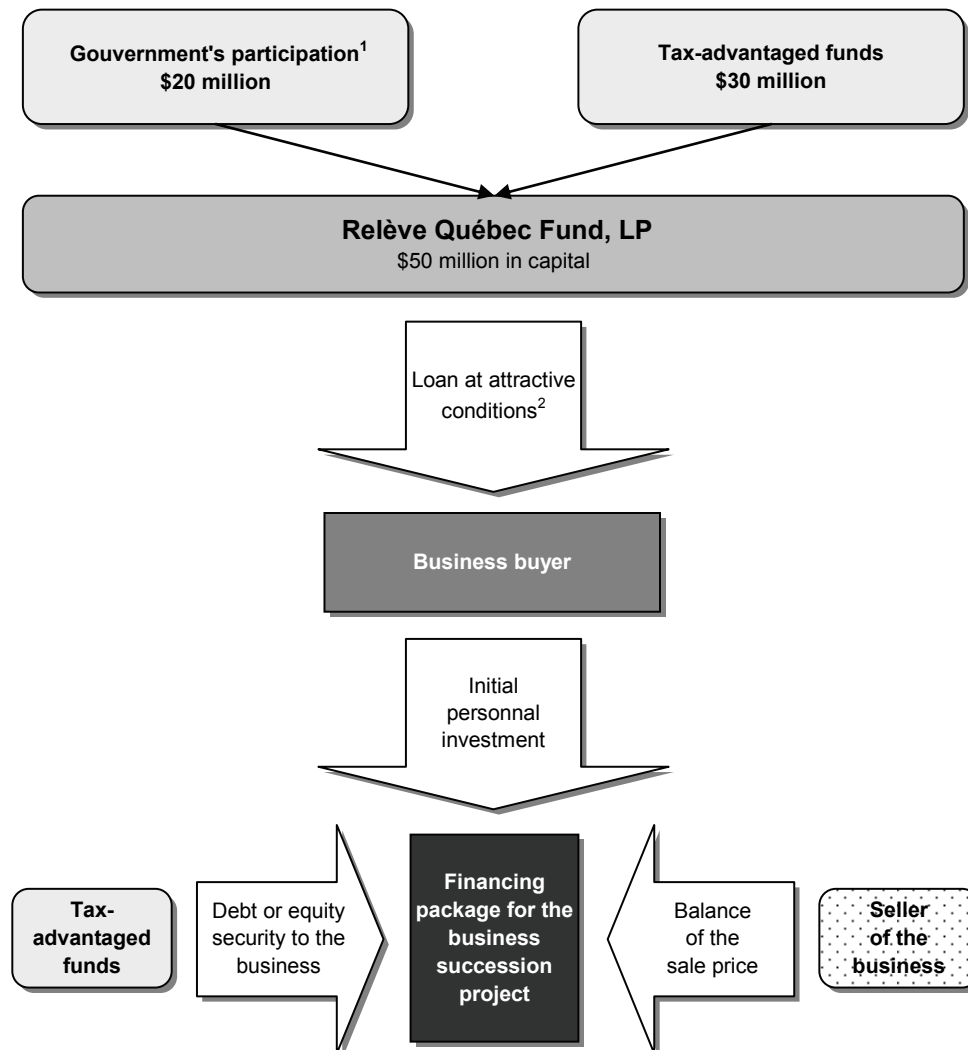 Gouvernment's participation¹
$20 million
Tax-advantaged funds
$30 million
Relève Québec Fund, LP
$50 million in capital
Loan at attractive
conditions²
Business buyer
Initial
personnal
investment
Tax-
advantaged
funds
Debt or equity
security to the
business
Financing
package for the
business
succession
project
Balance
of the
sale price
Seller
of the
business